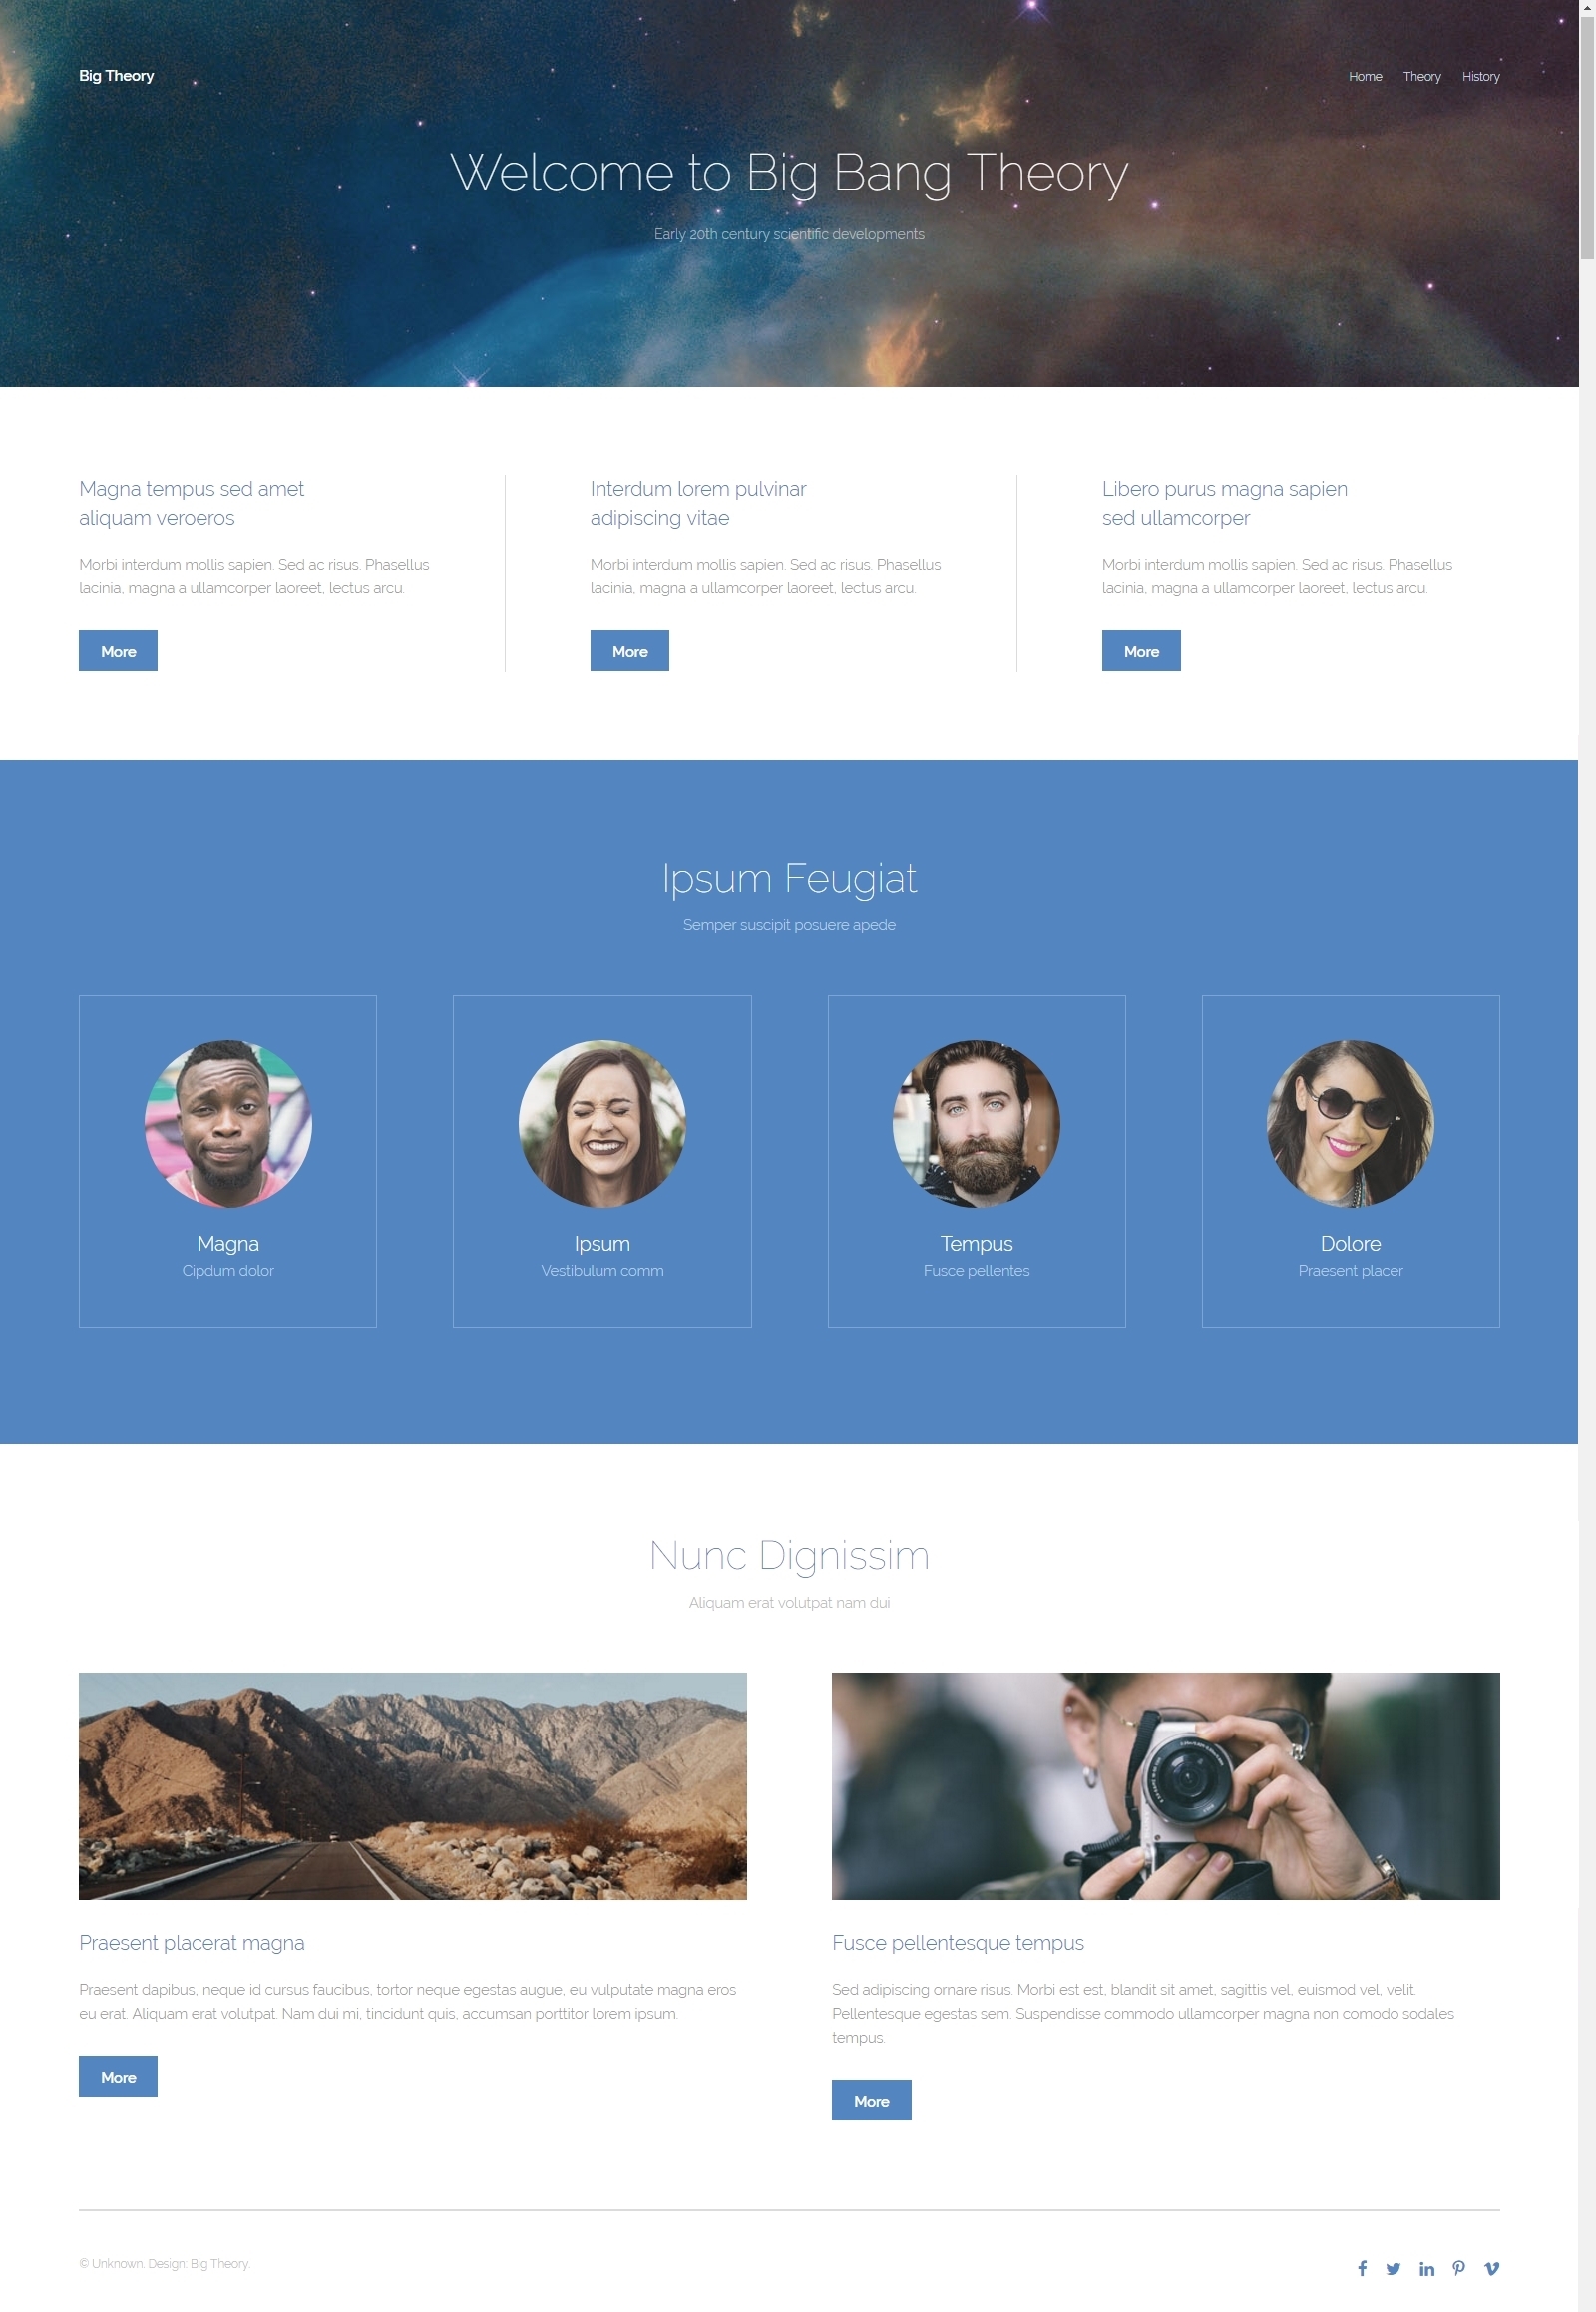 Big Theory
Home Theory History
Welcome to Big Bang Theory
Early 20th century scientific developments
Magna tempus sed amet
aliquam veroeros
Morbi interdum mollis sapien. Sed ac risus. Phasellus
lacinia, magna a ullamcorper laoreet, lectus arcu.
More
Interdum lorem pulvinar
adipiscing vitae
Morbi interdum mollis sapien. Sed ac risus. Phasellus
lacinia, magna a ullamcorper laoreet, lectus arcu.
More
Libero purus magna sapien
sed ullamcorper
Morbi interdum mollis sapien. Sed ac risus. Phasellus
lacinia, magna a ullamcorper laoreet, lectus arcu.
More
Ipsum Feugiat
Semper suscipit posuere apede
Magna
Cipdum dolor
Ipsum
Vestibulum comm
Tempus
Fusce pellentes
Dolore
Praesent placer
Nunc Dignissim
Aliquam erat volutpat nam dui
Praesent placerat magna
Praesent dapibus, neque id cursus faucibus, tortor neque egestas augue, eu vulputate magna eros
eu erat. Aliquam erat volutpat. Nam dui mi, tincidunt quis, accumsan porttitor lorem ipsum.
More
Fusce pellentesque tempus
Sed adipiscing ornare risus. Morbi est est, blandit sit amet, sagittis vel, euismod vel, velit.
Pellentesque egestas sem. Suspendisse commodo ullamcorper magna non comodo sodales
tempus.
More
© Unknown. Design: Big Theory.